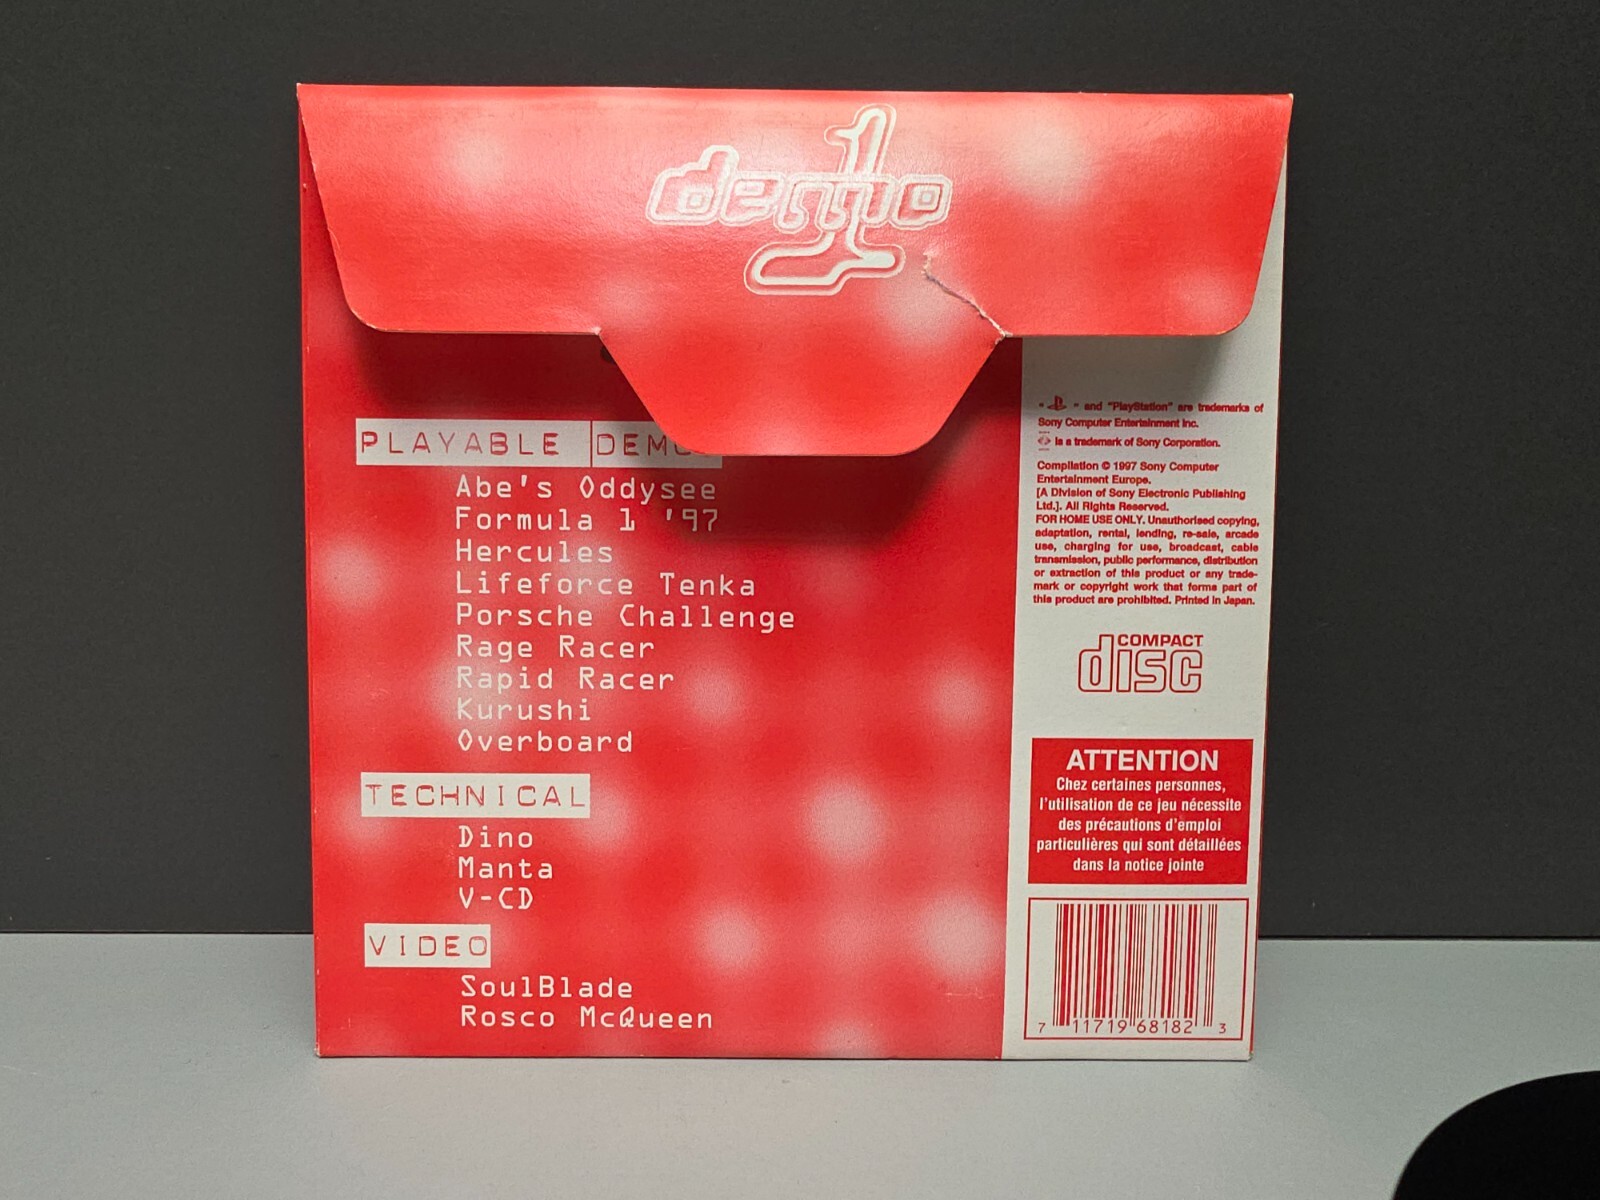 demo 1
PLAYABLE
Abe's Oddysee
Formula 1 '97
Hercules
Lifeforce Tenka
Porsche Challenge
Rage Racer
Rapid Racer
Kurushi
Overboard
TECHNICAL
Dino
Manta
V-CD
VIDEO
SoulBlade
Rosco McQueen
" " and "PlayStation" are trademarks of
Sony Computer Entertainment Inc.
is a trademark of Sony Corporation.
Compilation © 1997 Sony Computer
Entertainment Europe.
[A Division of Sony Electronic Publishing
Ltd.]. All Rights Reserved.
FOR HOME USE ONLY. Unauthorised copying,
adaptation, rental, lending, re-sale, arcade
use, charging for use, broadcast, cable
transmission, public performance, distribution
or extraction of this product or any trade-
mark or copyright work that forms part of
this product are prohibited. Printed in Japan.
COMPACT
disc
ATTENTION
Chez certaines personnes,
l'utilisation de ce jeu nécessite
des précautions d'emploi
particulières qui sont détaillées
dans la notice jointe
7 11719 68182 3